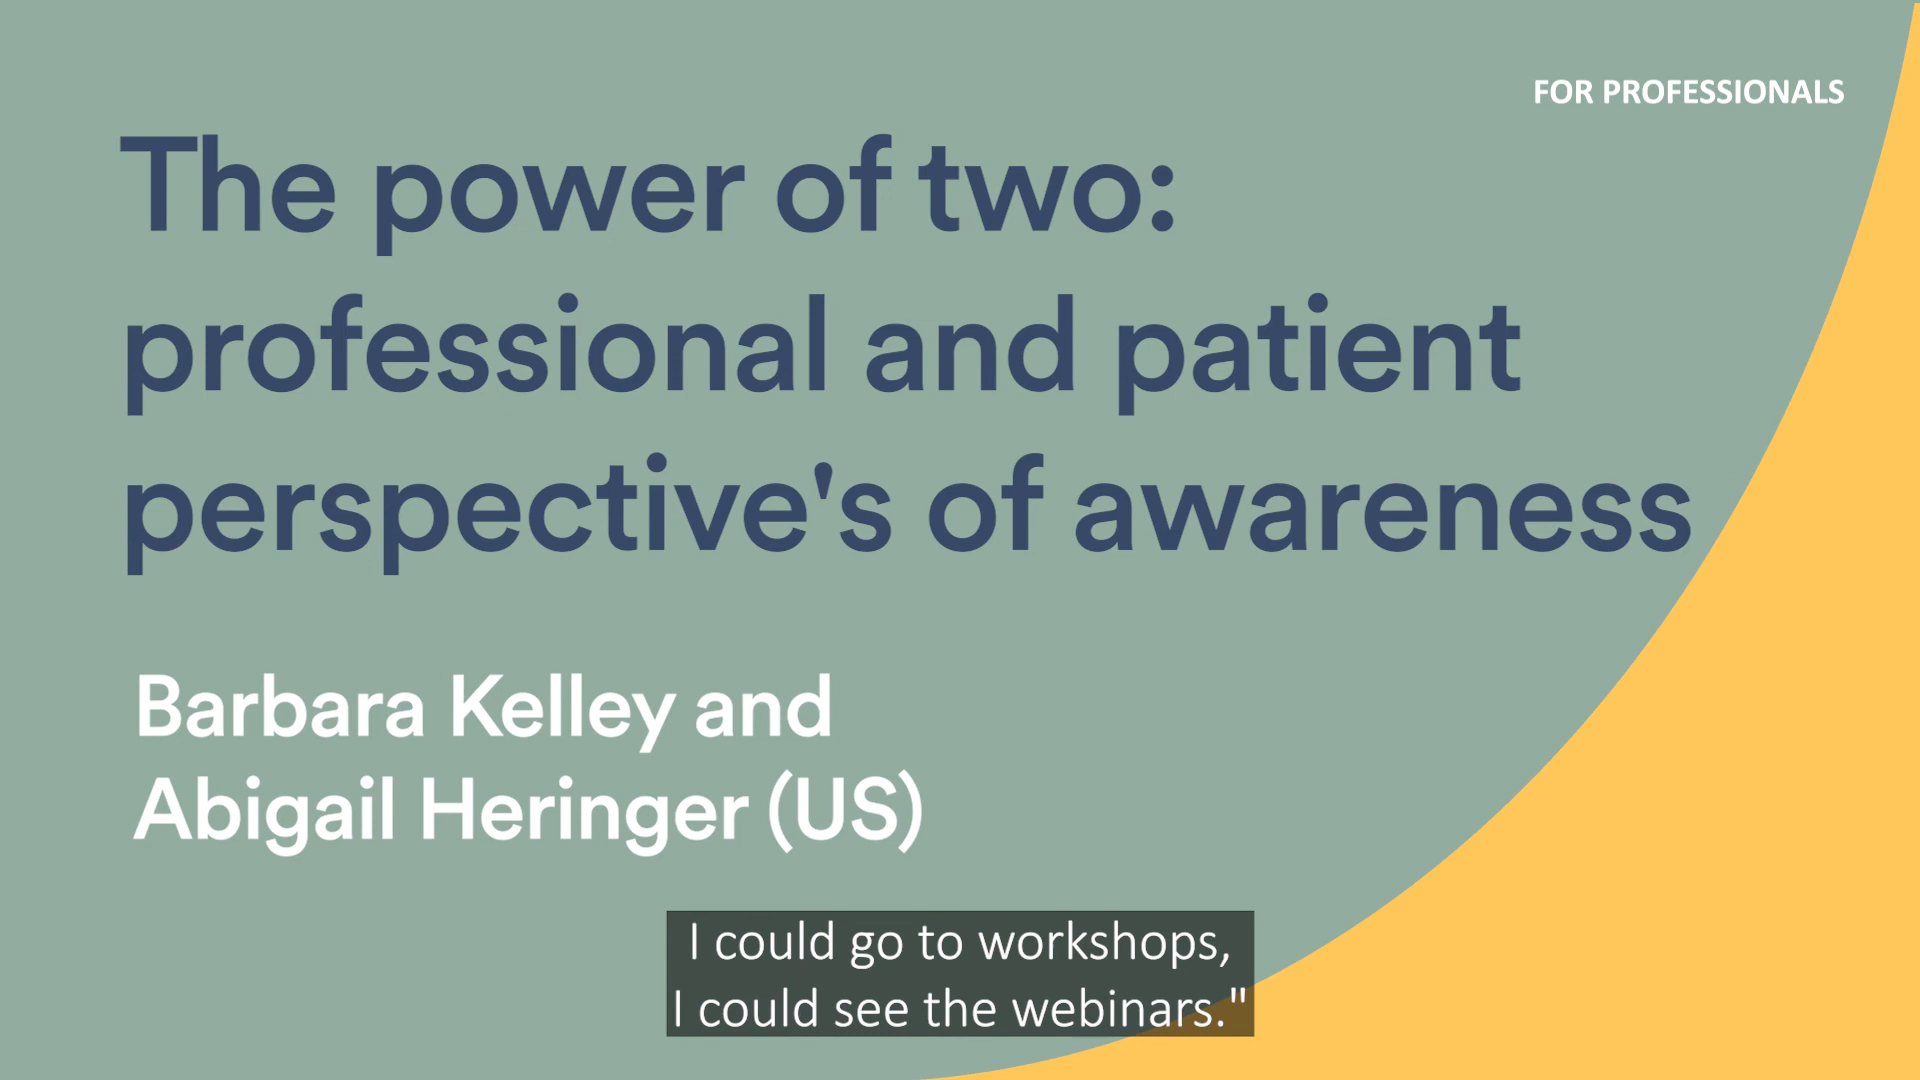 FOR PROFESSIONALS
The power of two:
professional and patient
perspective's of awareness
Barbara Kelley and
Abigail Heringer (US)
I could go to workshops,
I could see the webinars."